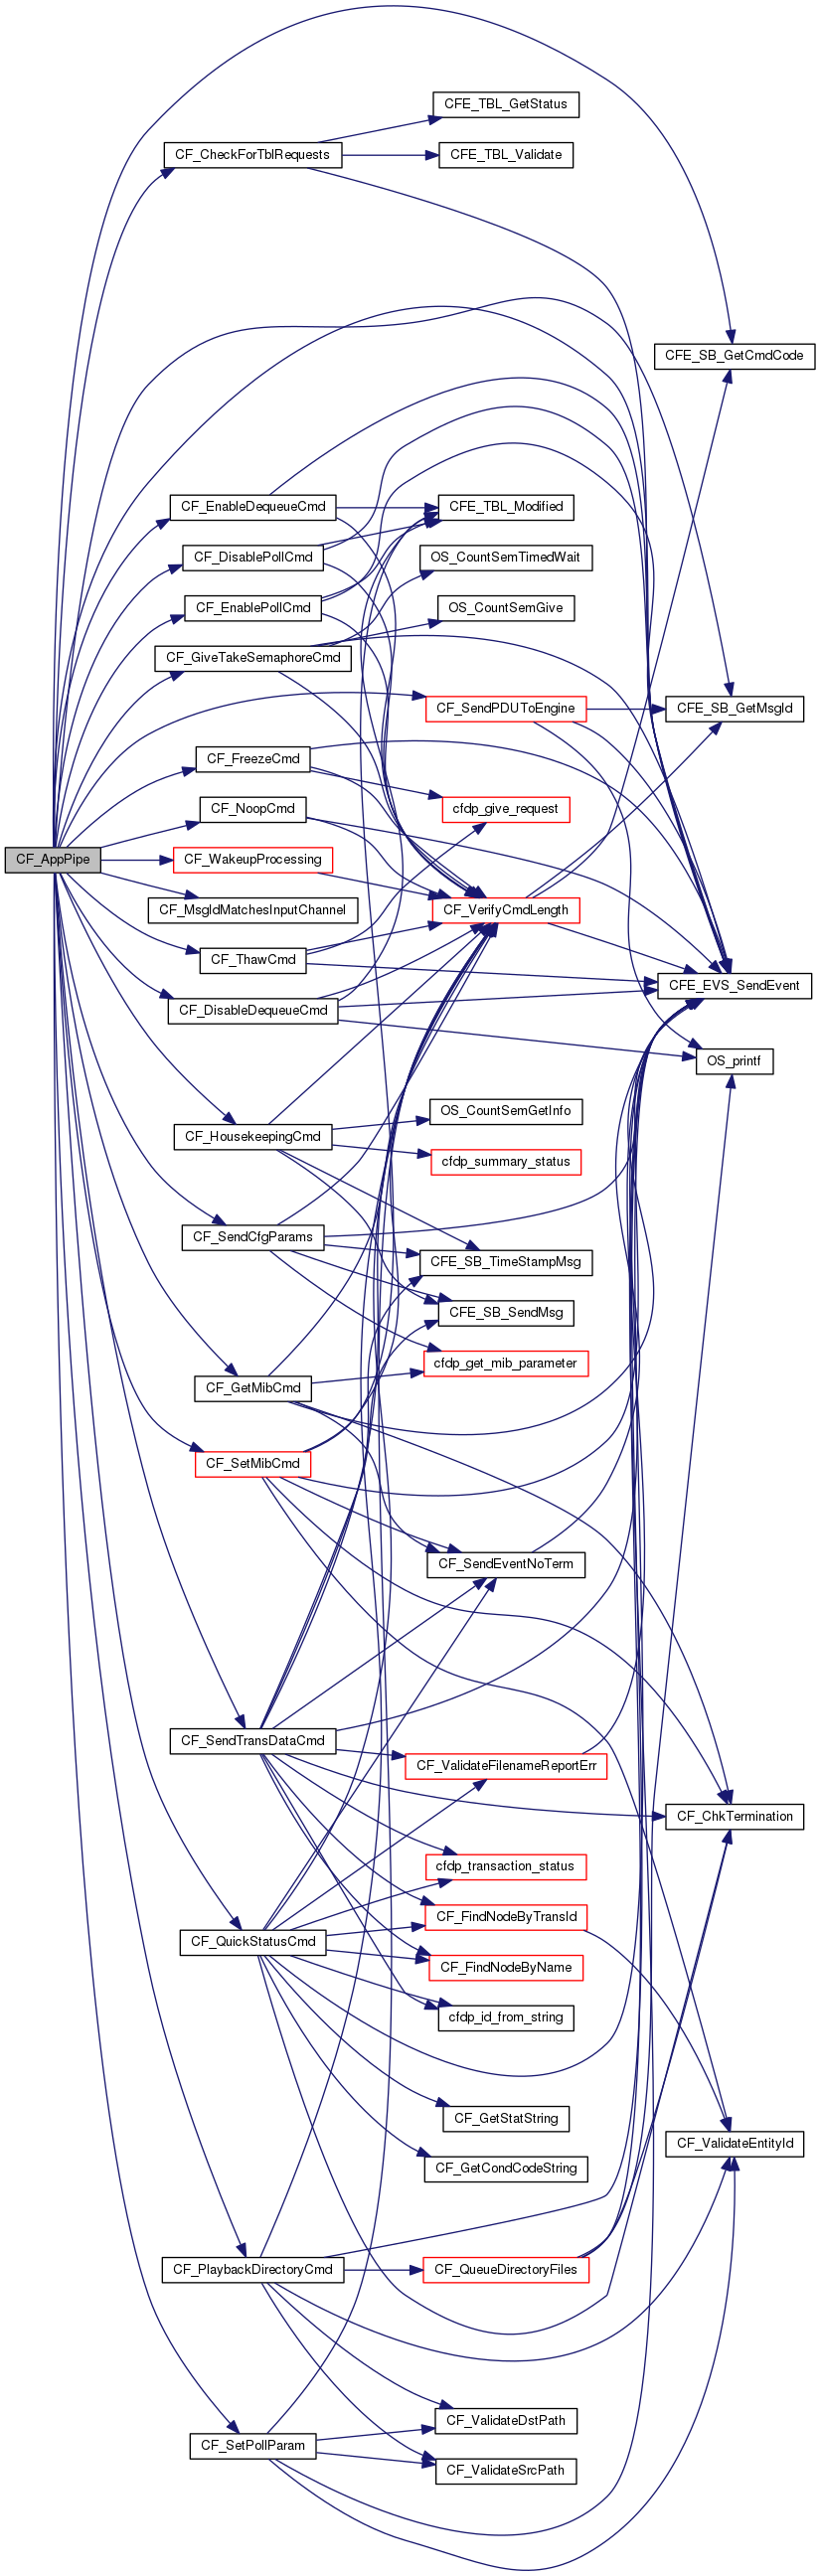 CFE_TBL_GetStatus
CF_CheckForTblRequests
CFE_TBL_Validate
CFE_SB_GetCmdCode
CF_EnableDequeueCmd
CFE_TBL_Modified
CF_DisablePollCmd
OS_CountSemTimedWait
CF_EnablePollCmd
OS_CountSemGive
CF_GiveTakeSemaphoreCmd
CF_SendPDUToEngine
CFE_SB_GetMsgId
CF_FreezeCmd
CF_NoopCmd
cfdp_give_request
CF_AppPipe
CF_WakeupProcessing
CF_MsgIdMatchesInputChannel
CF_VerifyCmdLength
CF_ThawCmd
CFE_EVS_SendEvent
CF_DisableDequeueCmd
OS_printf
OS_CountSemGetInfo
CF_HousekeepingCmd
cfdp_summary_status
CF_SendCfgParams
CFE_SB_TimeStampMsg
CFE_SB_SendMsg
cfdp_get_mib_parameter
CF_GetMibCmd
CF_SetMibCmd
CF_SendEventNoTerm
CF_SendTransDataCmd
CF_ValidateFilenameReportErr
CF_ChkTermination
cfdp_transaction_status
CF_FindNodeByTransId
CF_QuickStatusCmd
CF_FindNodeByName
cfdp_id_from_string
CF_GetStatString
CF_ValidateEntityId
CF_GetCondCodeString
CF_PlaybackDirectoryCmd
CF_QueueDirectoryFiles
CF_ValidateDstPath
CF_SetPollParam
CF_ValidateSrcPath